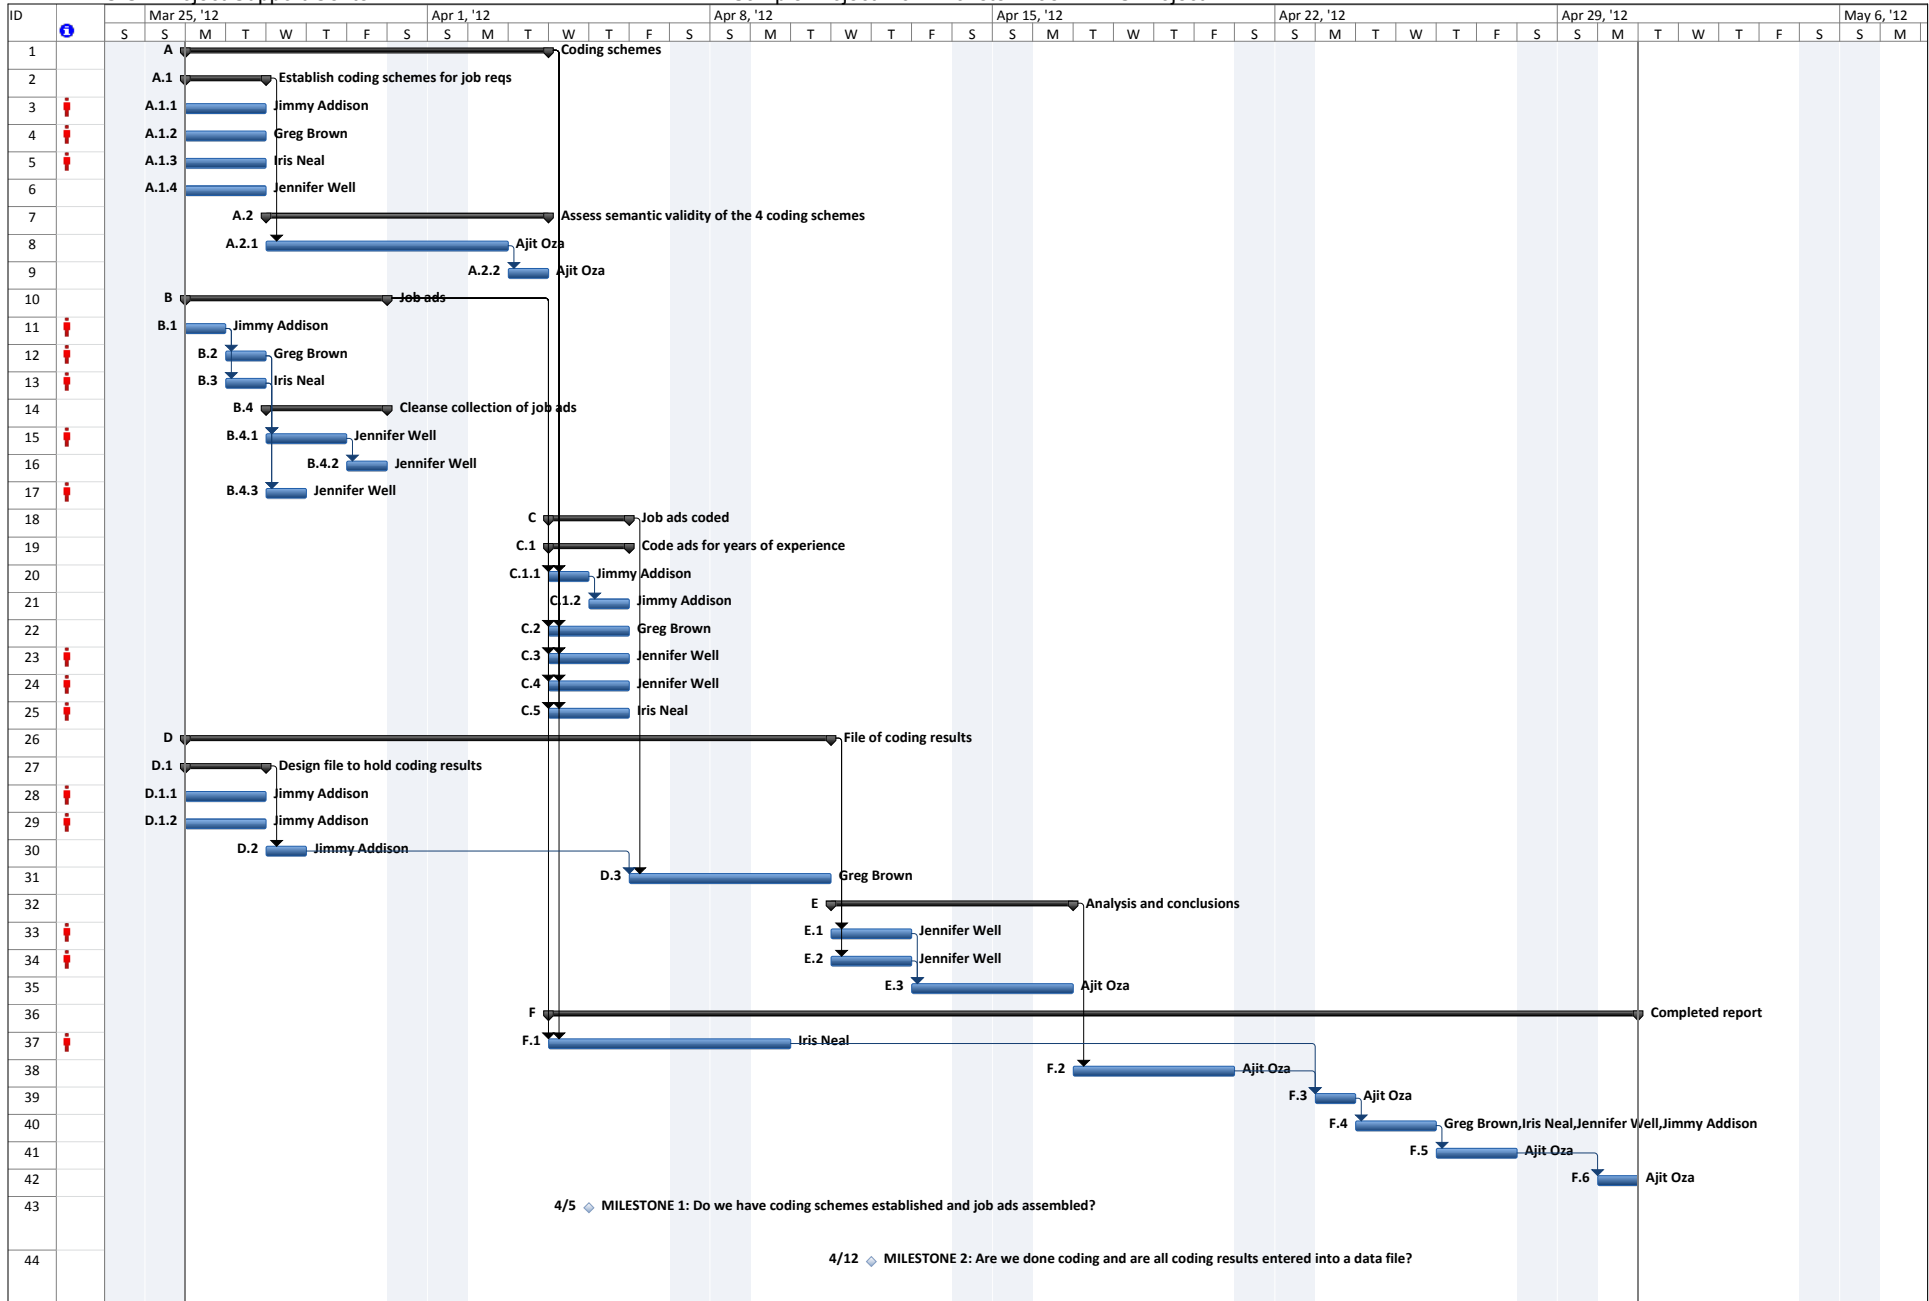 ID Mar 25, '12 Apr 1, '12 Apr 8, '12 Apr 15, '12 Apr 22, '12 Apr 29, '12 May 6, '12
S S M T W T F S S M T W T F S S M T W T F S S M T W T F S S M T W T F S S M T W T F S S M
1 A Coding schemes
2 A.1 Establish coding schemes for job reqs
3 A.1.1 Jimmy Addison
4 A.1.2 Greg Brown
5 A.1.3 Iris Neal
6 A.1.4 Jennifer Well
7 A.2 Assess semantic validity of the 4 coding schemes
8 A.2.1 Ajit Oza
9 A.2.2 Ajit Oza
10 B Job ads
11 B.1 Jimmy Addison
12 B.2 Greg Brown
13 B.3 Iris Neal
14 B.4 Cleanse collection of job ads
15 B.4.1 Jennifer Well
16 B.4.2 Jennifer Well
17 B.4.3 Jennifer Well
18 C Job ads coded
19 C.1 Code ads for years of experience
20 C.1.1 Jimmy Addison
21 C.1.2 Jimmy Addison
22 C.2 Greg Brown
23 C.3 Jennifer Well
24 C.4 Jennifer Well
25 C.5 Iris Neal
26 D File of coding results
27 D.1 Design file to hold coding results
28 D.1.1 Jimmy Addison
29 D.1.2 Jimmy Addison
30 D.2 Jimmy Addison
31 D.3 Greg Brown
32 E Analysis and conclusions
33 E.1 Jennifer Well
34 E.2 Jennifer Well
35 E.3 Ajit Oza
36 F Completed report
37 F.1 Iris Neal
38 F.2 Ajit Oza
39 F.3 Ajit Oza
40 F.4 Greg Brown,Iris Neal,Jennifer Well,Jimmy Addison
41 F.5 Ajit Oza
42 F.6 Ajit Oza
43 4/5 MILESTONE 1: Do we have coding schemes established and job ads assembled?
44 4/12 MILESTONE 2: Are we done coding and are all coding results entered into a data file?